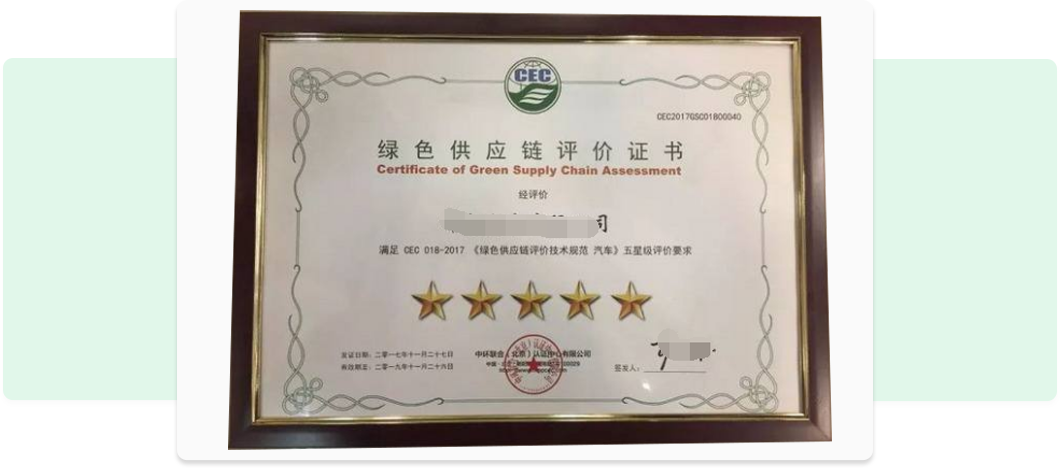 CEC
CEC2017GSC01800040
绿色供应链评价证书
Certificate of Green Supply Chain Assessment
经评价
司
满足 CEC 018-2017 《绿色供应链评价技术规范 汽车》五星级评价要求
发证日期：二零一七年十一月二十七日
有效期至：二零一九年十一月二十六日
中环联合（北京）认证中心有限公司
签发人：